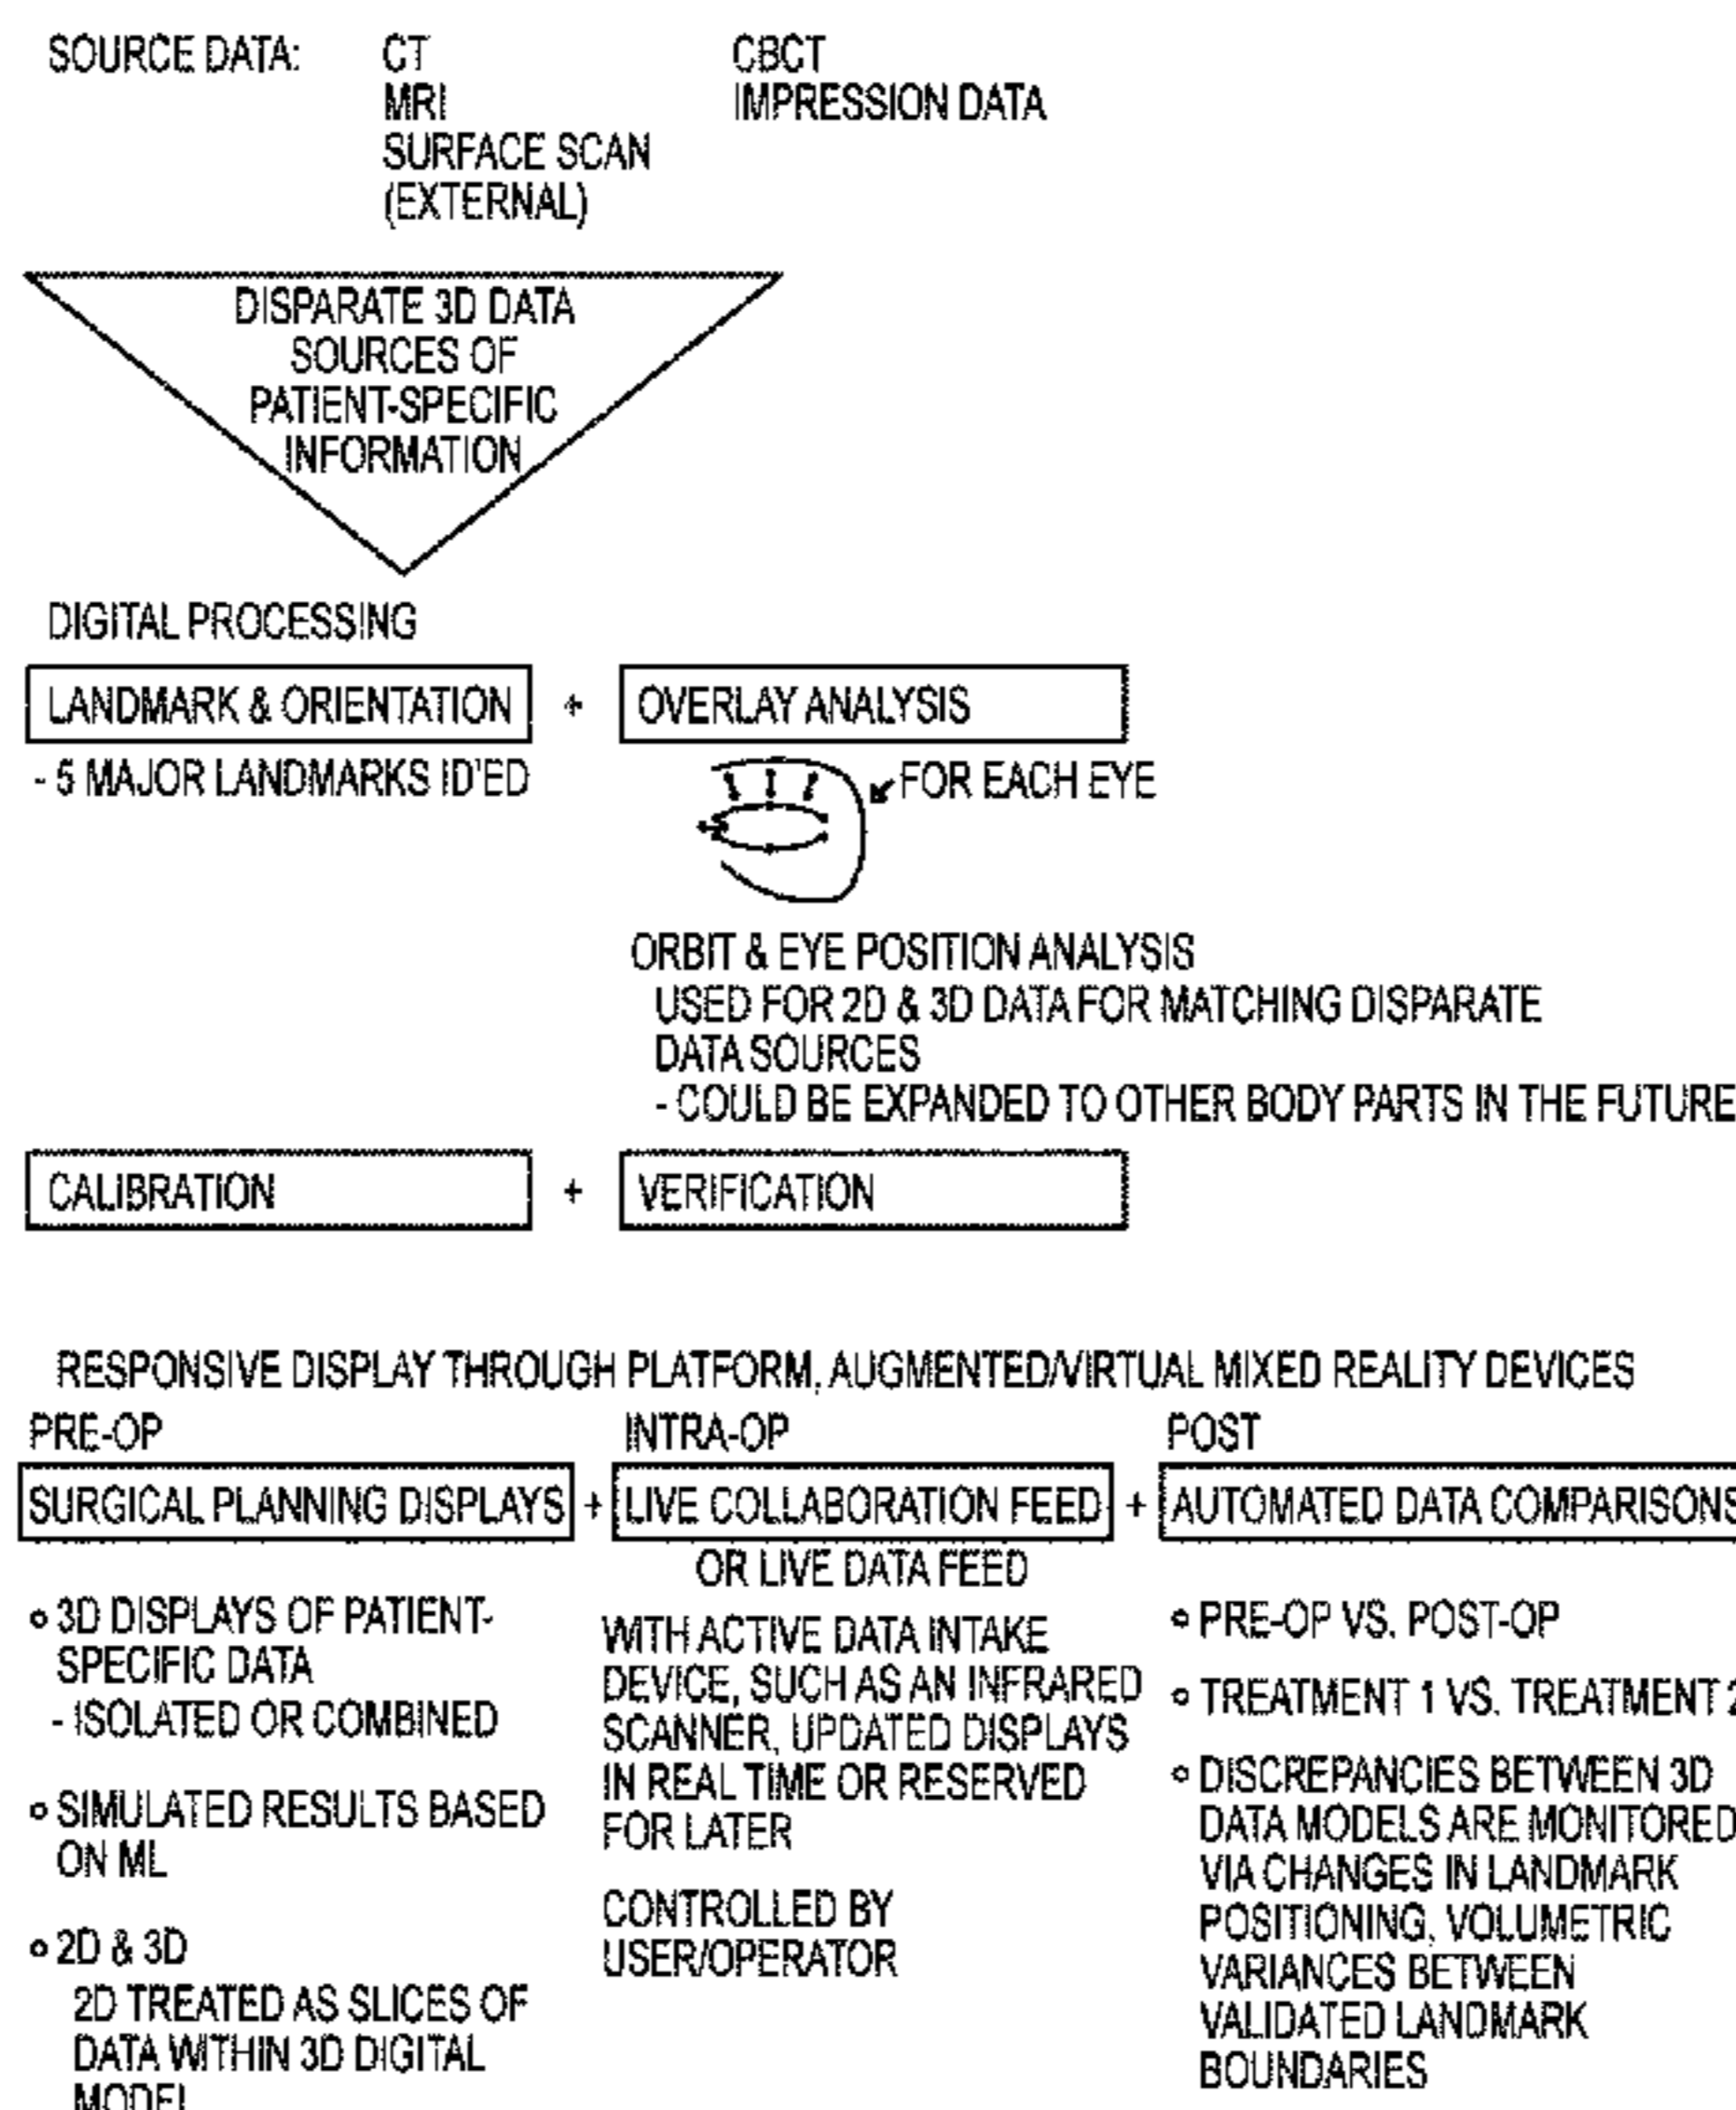 SOURCE DATA: CT CBCT
MRI IMPRESSION DATA
SURFACE SCAN
(EXTERNAL)
DISPARATE 3D DATA
SOURCES OF
PATIENT-SPECIFIC
INFORMATION
DIGITAL PROCESSING
LANDMARK & ORIENTATION + OVERLAY ANALYSIS
- 5 MAJOR LANDMARKS ID'ED
FOR EACH EYE
ORBIT & EYE POSITION ANALYSIS
USED FOR 2D & 3D DATA FOR MATCHING DISPARATE
DATA SOURCES
- COULD BE EXPANDED TO OTHER BODY PARTS IN THE FUTURE
CALIBRATION + VERIFICATION
RESPONSIVE DISPLAY THROUGH PLATFORM, AUGMENTED/VIRTUAL MIXED REALITY DEVICES
PRE-OP INTRA-OP POST
SURGICAL PLANNING DISPLAYS + LIVE COLLABORATION FEED + AUTOMATED DATA COMPARISONS
OR LIVE DATA FEED
3D DISPLAYS OF PATIENT-
SPECIFIC DATA
- ISOLATED OR COMBINED
SIMULATED RESULTS BASED
ON ML
2D & 3D
2D TREATED AS SLICES OF
DATA WITHIN 3D DIGITAL
MODEL
WITH ACTIVE DATA INTAKE
DEVICE, SUCH AS AN INFRARED
SCANNER, UPDATED DISPLAYS
IN REAL TIME OR RESERVED
FOR LATER
CONTROLLED BY
USER/OPERATOR
PRE-OP VS. POST-OP
TREATMENT 1 VS. TREATMENT 2
DISCREPANCIES BETWEEN 3D
DATA MODELS ARE MONITORED
VIA CHANGES IN LANDMARK
POSITIONING, VOLUMETRIC
VARIANCES BETWEEN
VALIDATED LANDMARK
BOUNDARIES